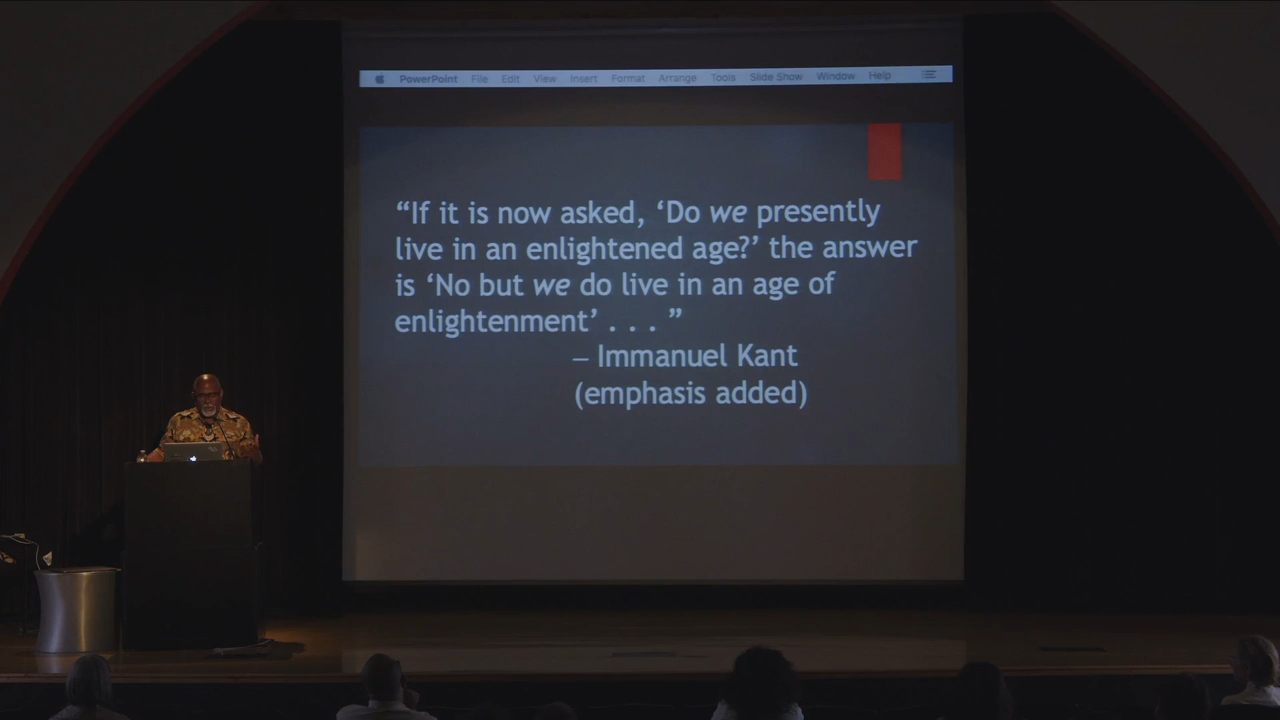 PowerPoint File Edit View Insert Format Arrange Tools Slide Show Window Help
“If it is now asked, ‘Do we presently
live in an enlightened age?’ the answer
is ‘No but we do live in an age of
enlightenment’ . . . ”
– Immanuel Kant
(emphasis added)